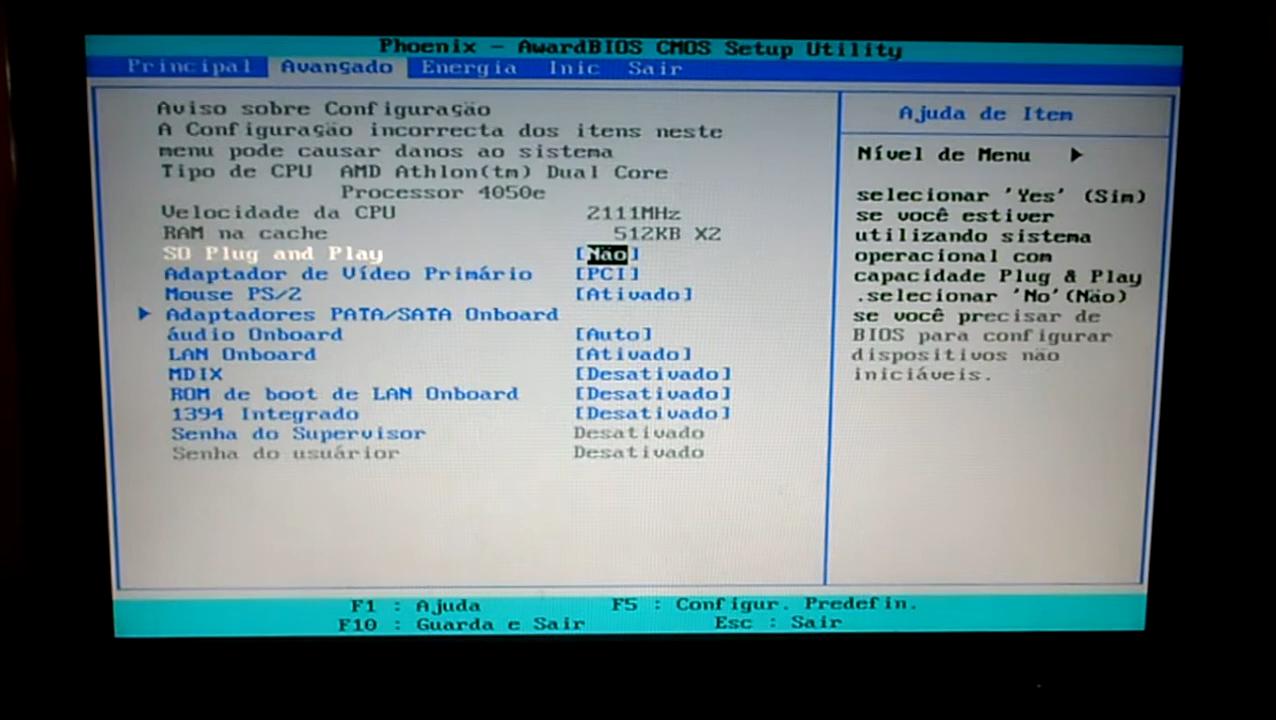 Phoenix - AwardBIOS CMOS Setup Utility
Principal Avançado Energia Inic Sair
Aviso sobre Configuração
A Configuração incorrecta dos itens neste
menu pode causar danos ao sistema
Tipo de CPU AMD Athlon(tm) Dual Core
Processor 4050e
Velocidade da CPU 2111MHz
RAM na cache 512KB X2
SO Plug and Play [Não]
Adaptador de Vídeo Primário [PCI]
Mouse PS/2 [Ativado]
Adaptadores PATA/SATA Onboard
áudio Onboard [Auto]
LAN Onboard [Ativado]
MDIX [Desativado]
ROM de boot de LAN Onboard [Desativado]
1394 Integrado [Desativado]
Senha do Supervisor Desativado
Senha do usuárior Desativado
Ajuda de Item
Nível de Menu ▶
selecionar 'Yes' (Sim)
se você estiver
utilizando sistema
operacional com
capacidade Plug & Play
.selecionar 'No'(Não)
se você precisar de
BIOS para configurar
dispositivos não
iniciáveis.
F1 : Ajuda F5 : Configur. Predefin.
F10 : Guarda e Sair Esc : Sair